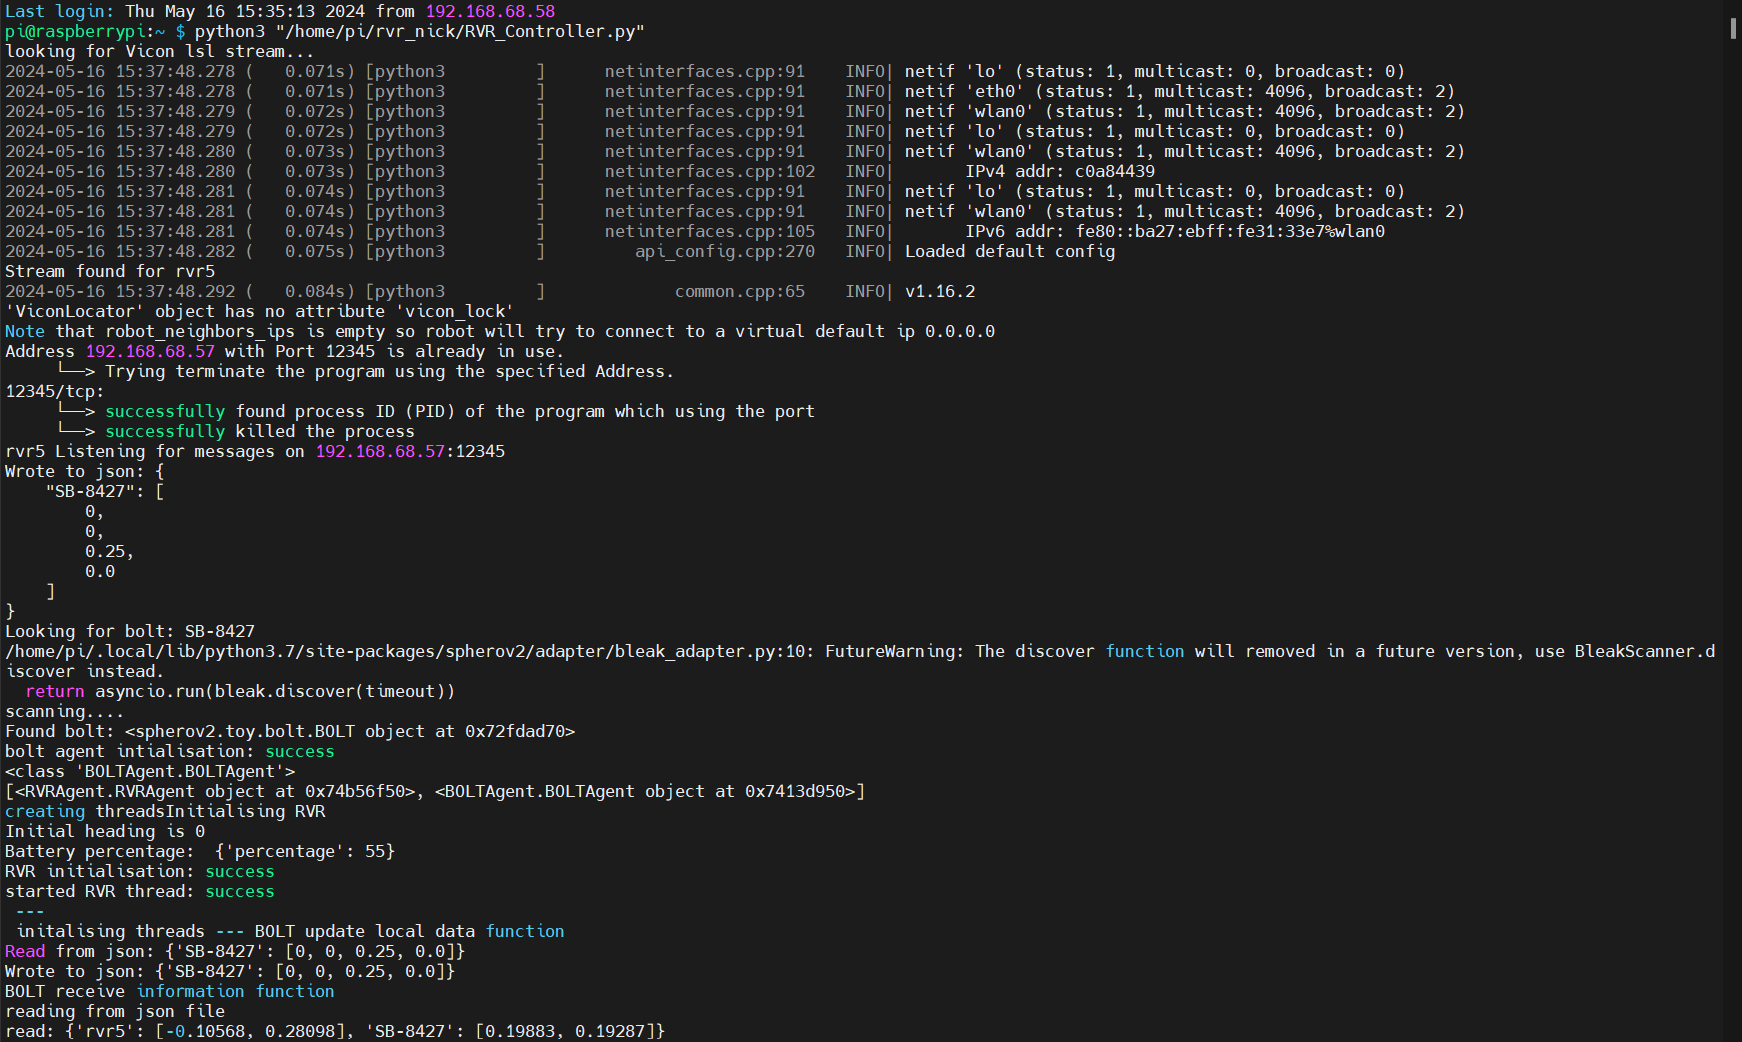 Last login: Thu May 16 15:35:13 2024 from 192.168.68.58
pi@raspberrypi:~ $ python3 "/home/pi/rvr_nick/RVR_Controller.py"
looking for Vicon lsl stream...
2024-05-16 15:37:48.278 (   0.071s) [python3         ]      netinterfaces.cpp:91    INFO| netif 'lo' (status: 1, multicast: 0, broadcast: 0)
2024-05-16 15:37:48.278 (   0.071s) [python3         ]      netinterfaces.cpp:91    INFO| netif 'eth0' (status: 1, multicast: 4096, broadcast: 2)
2024-05-16 15:37:48.279 (   0.072s) [python3         ]      netinterfaces.cpp:91    INFO| netif 'wlan0' (status: 1, multicast: 4096, broadcast: 2)
2024-05-16 15:37:48.279 (   0.072s) [python3         ]      netinterfaces.cpp:91    INFO| netif 'lo' (status: 1, multicast: 0, broadcast: 0)
2024-05-16 15:37:48.280 (   0.073s) [python3         ]      netinterfaces.cpp:91    INFO| netif 'wlan0' (status: 1, multicast: 4096, broadcast: 2)
2024-05-16 15:37:48.280 (   0.073s) [python3         ]      netinterfaces.cpp:102   INFO|       IPv4 addr: c0a84439
2024-05-16 15:37:48.281 (   0.074s) [python3         ]      netinterfaces.cpp:91    INFO| netif 'lo' (status: 1, multicast: 0, broadcast: 0)
2024-05-16 15:37:48.281 (   0.074s) [python3         ]      netinterfaces.cpp:91    INFO| netif 'wlan0' (status: 1, multicast: 4096, broadcast: 2)
2024-05-16 15:37:48.281 (   0.074s) [python3         ]      netinterfaces.cpp:105   INFO|       IPv6 addr: fe80::ba27:ebff:fe31:33e7%wlan0
2024-05-16 15:37:48.282 (   0.075s) [python3         ]         api_config.cpp:270   INFO| Loaded default config
Stream found for rvr5
2024-05-16 15:37:48.292 (   0.084s) [python3         ]             common.cpp:65    INFO| v1.16.2
'ViconLocator' object has no attribute 'vicon_lock'
Note that robot_neighbors_ips is empty so robot will try to connect to a virtual default ip 0.0.0.0
Address 192.168.68.57 with Port 12345 is already in use.
     └──> Trying terminate the program using the specified Address.
12345/tcp:
     └──> successfully found process ID (PID) of the program which using the port
     └──> successfully killed the process
rvr5 Listening for messages on 192.168.68.57:12345
Wrote to json: {
    "SB-8427": [
        0,
        0,
        0.25,
        0.0
    ]
}
Looking for bolt: SB-8427
/home/pi/.local/lib/python3.7/site-packages/spherov2/adapter/bleak_adapter.py:10: FutureWarning: The discover function will removed in a future version, use BleakScanner.d
iscover instead.
  return asyncio.run(bleak.discover(timeout))
scanning....
Found bolt: <spherov2.toy.bolt.BOLT object at 0x72fdad70>
bolt agent intialisation: success
<class 'BOLTAgent.BOLTAgent'>
[<RVRAgent.RVRAgent object at 0x74b56f50>, <BOLTAgent.BOLTAgent object at 0x7413d950>]
creating threadsInitialising RVR
Initial heading is 0
Battery percentage:  {'percentage': 55}
RVR initialisation: success
started RVR thread: success
 ---
 initalising threads --- BOLT update local data function
Read from json: {'SB-8427': [0, 0, 0.25, 0.0]}
Wrote to json: {'SB-8427': [0, 0, 0.25, 0.0]}
BOLT receive information function
reading from json file
read: {'rvr5': [-0.10568, 0.28098], 'SB-8427': [0.19883, 0.19287]}